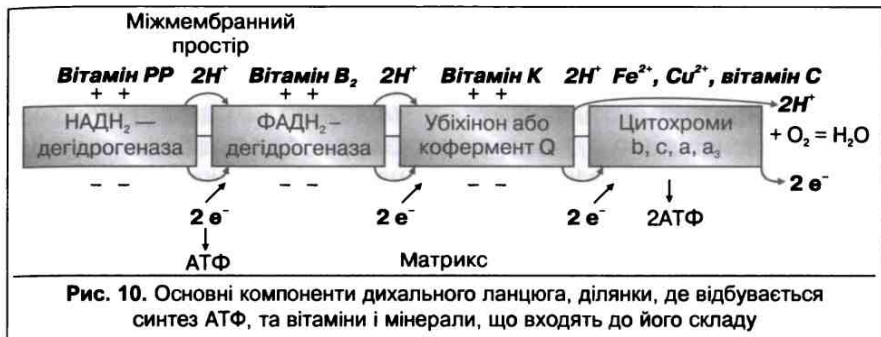 Міжмембранний
простір
Вітамін РР 2H⁺ Вітамін B₂ 2H⁺ Вітамін К 2H⁺ Fe²⁺, Cu²⁺, вітамін С
+ + + + + + 2H⁺
НАДН₂ —
дегідрогеназа
ФАДН₂ –
дегідрогеназа
Убіхінон або
кофермент Q
Цитохроми
b, c, a, a₃
+ O₂ = H₂O
– – – – – –
2 e⁻ 2 e⁻ 2 e⁻ 2АТФ 2 e⁻
АТФ Матрикс
Рис. 10. Основні компоненти дихального ланцюга, ділянки, де відбувається
синтез АТФ, та вітаміни і мінерали, що входять до його складу